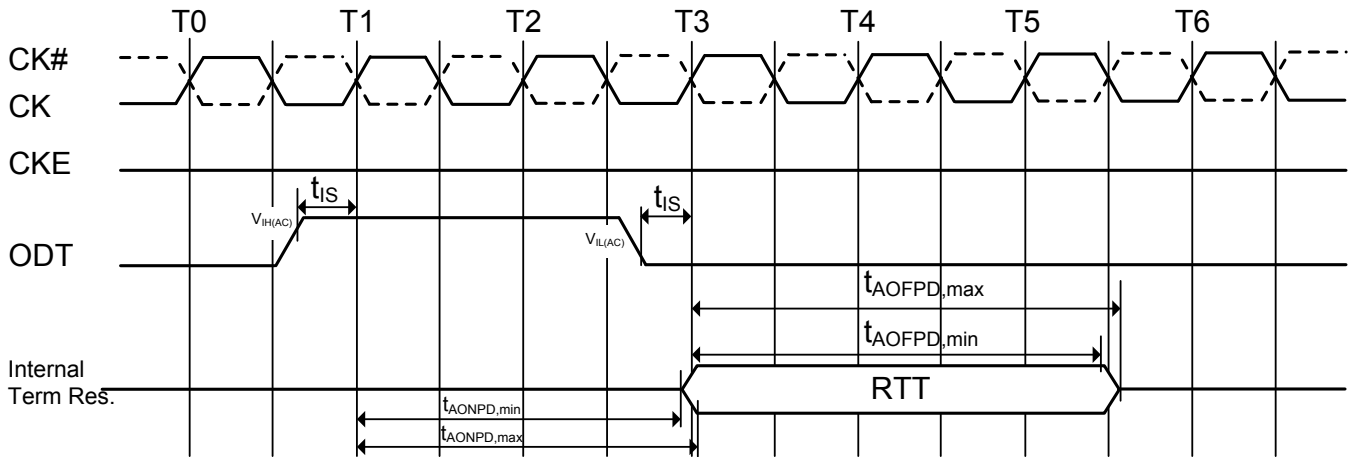 T0 T1 T2 T3 T4 T5 T6
CK#
CK
CKE
tIS
tIS
VIH(AC)
VIL(AC)
ODT
tAOFPD,max
tAOFPD,min
Internal
Term Res.
RTT
tAONPD,min
tAONPD,max